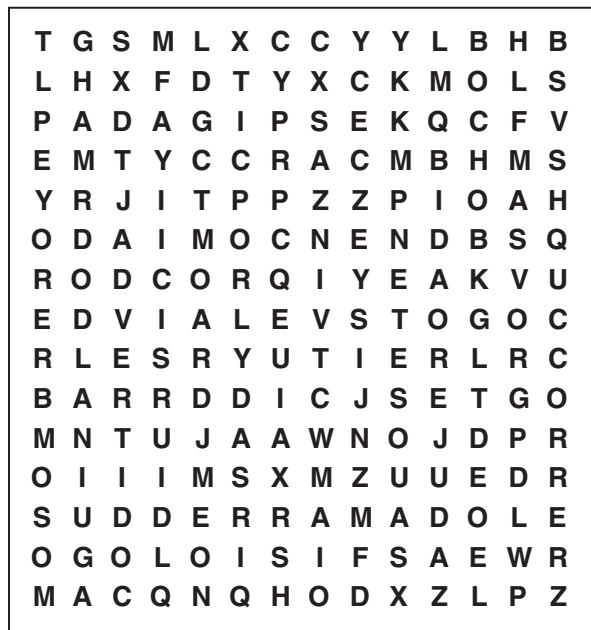 T G S M L X C C Y Y L B H B
L H X F D T Y X C K M O L S
P A D A G I P S E K Q C F V
E M T Y C C R A C M B H M S
Y R J I T P P Z Z P I O A H
O D A I M O C N E N D B S Q
R O D C O R Q I Y E A K V U
E D V I A L E V S T O G O C
R L E S R Y U T I E R L R C
B A R R D D I C J S E T G O
M N T U J A A W N O J D P R
O I I I M S X M Z U U E D R
S U D D E R R A M A D O L E
O G O L O I S I F S A E W R
M A C Q N Q H O D X Z L P Z